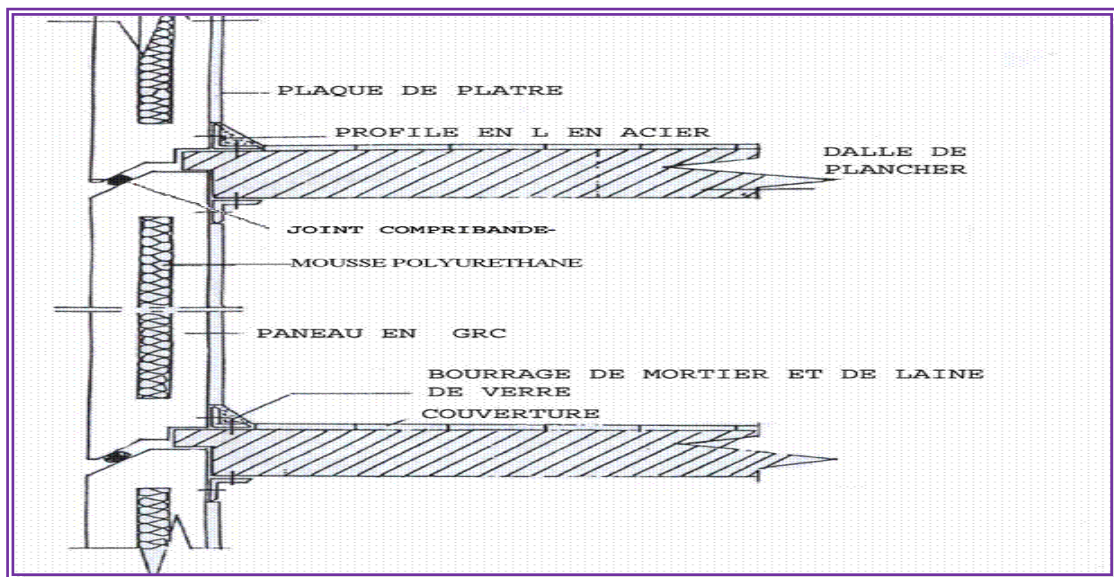 PLAQUE DE PLATRE
PROFILE EN L EN ACIER
DALLE DE
PLANCHER
JOINT COMPRIBANDE-
MOUSSE POLYURETHANE
PANEAU EN GRC
BOURRAGE DE MORTIER ET DE LAINE
DE VERRE
COUVERTURE